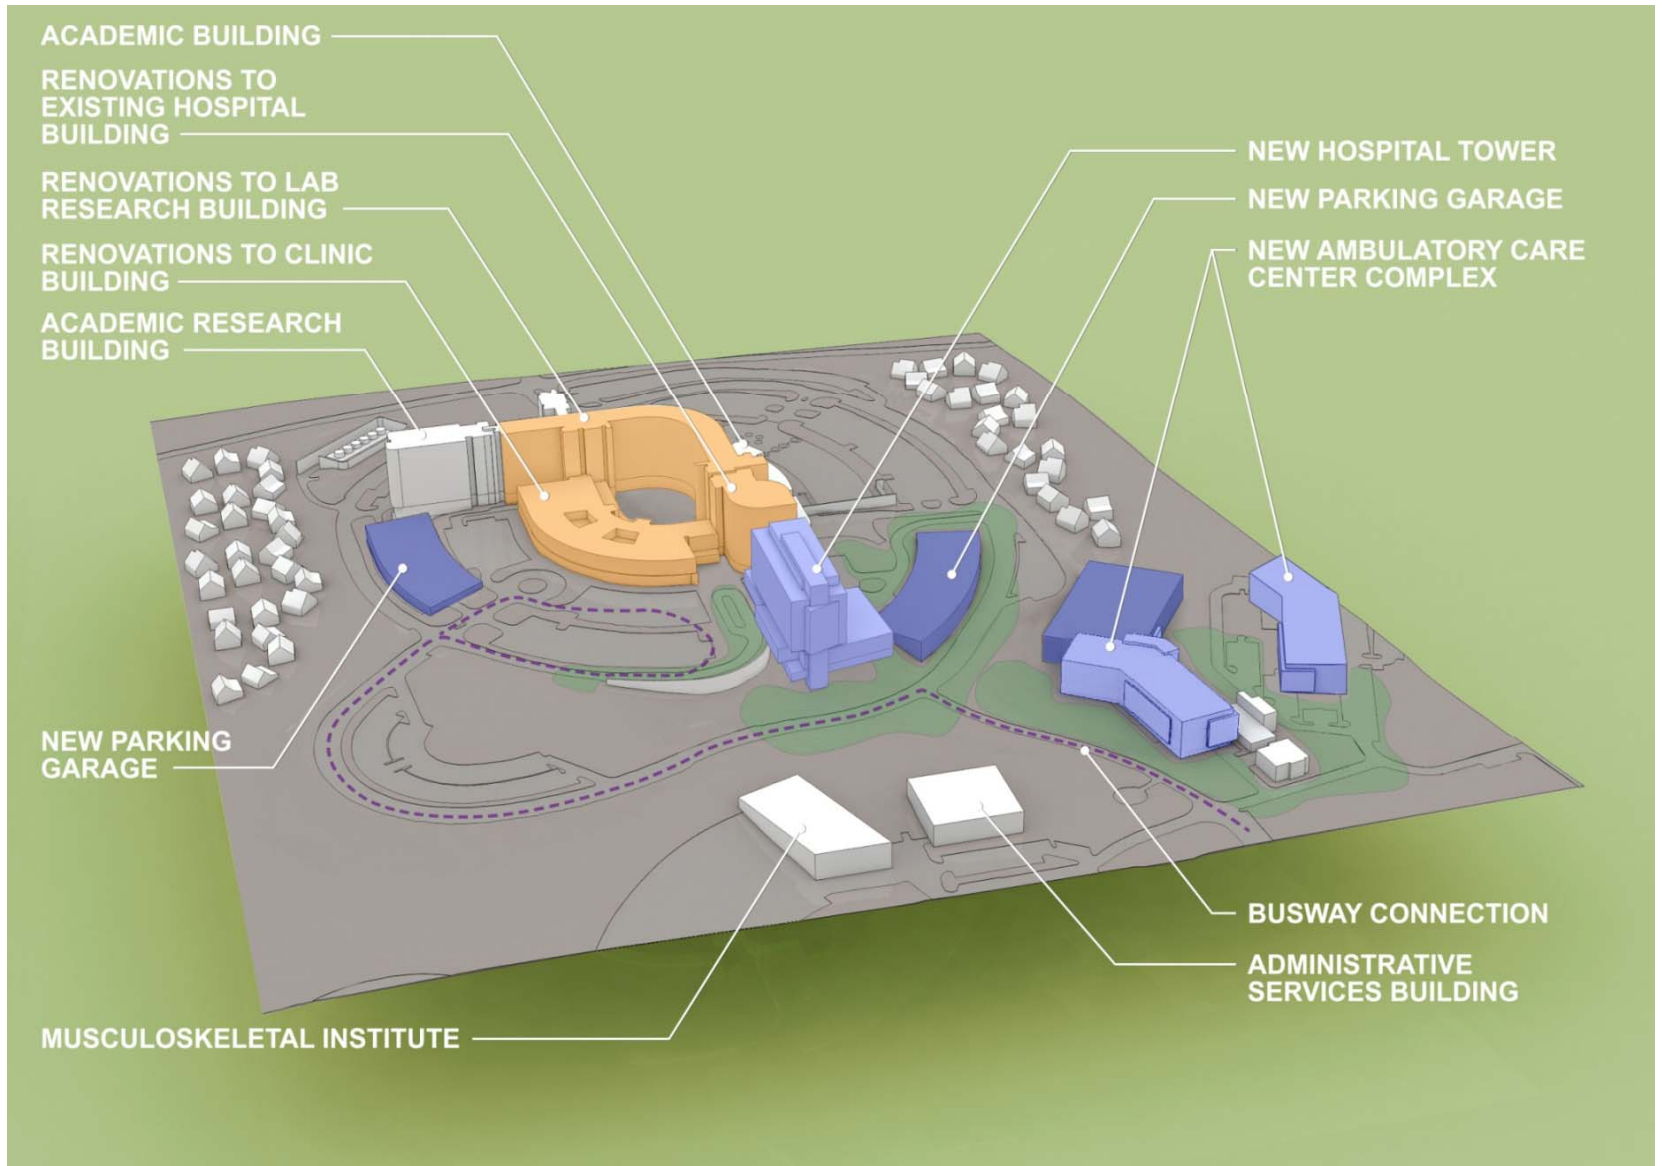 ACADEMIC BUILDING
RENOVATIONS TO
EXISTING HOSPITAL
BUILDING
RENOVATIONS TO LAB
RESEARCH BUILDING
RENOVATIONS TO CLINIC
BUILDING
ACADEMIC RESEARCH
BUILDING
NEW PARKING
GARAGE
MUSCULOSKELETAL INSTITUTE
NEW HOSPITAL TOWER
NEW PARKING GARAGE
NEW AMBULATORY CARE
CENTER COMPLEX
BUSWAY CONNECTION
ADMINISTRATIVE
SERVICES BUILDING